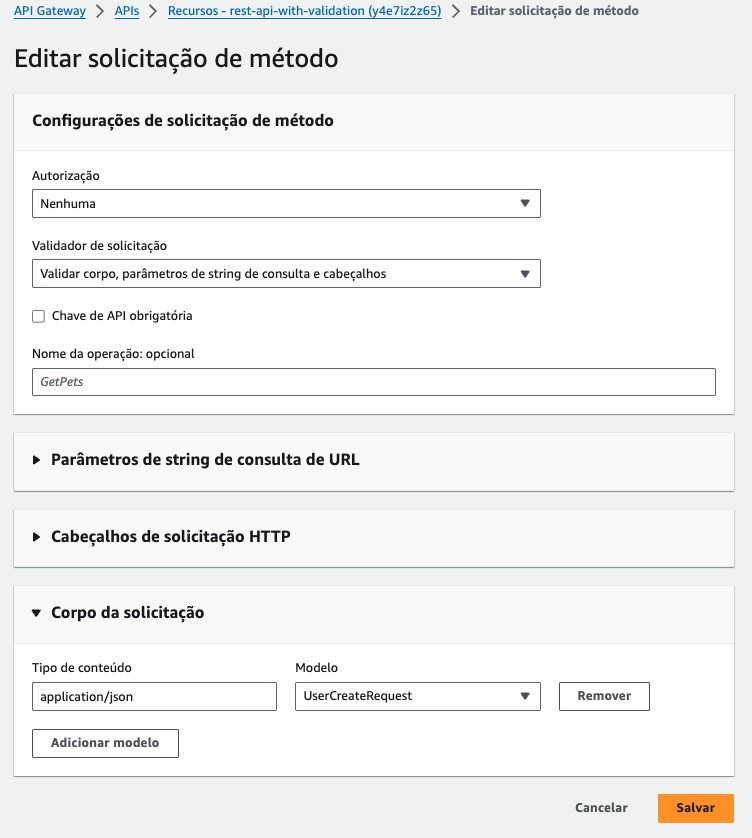 API Gateway > APIs > Recursos - rest-api-with-validation (y4e7iz2z65) > Editar solicitação de método
Editar solicitação de método
Configurações de solicitação de método
Autorização
Nenhuma
Validador de solicitação
Validar corpo, parâmetros de string de consulta e cabeçalhos
Chave de API obrigatória
Nome da operação: opcional
GetPets
Parâmetros de string de consulta de URL
Cabeçalhos de solicitação HTTP
Corpo da solicitação
Tipo de conteúdo Modelo
application/json UserCreateRequest Remover
Adicionar modelo
Cancelar Salvar